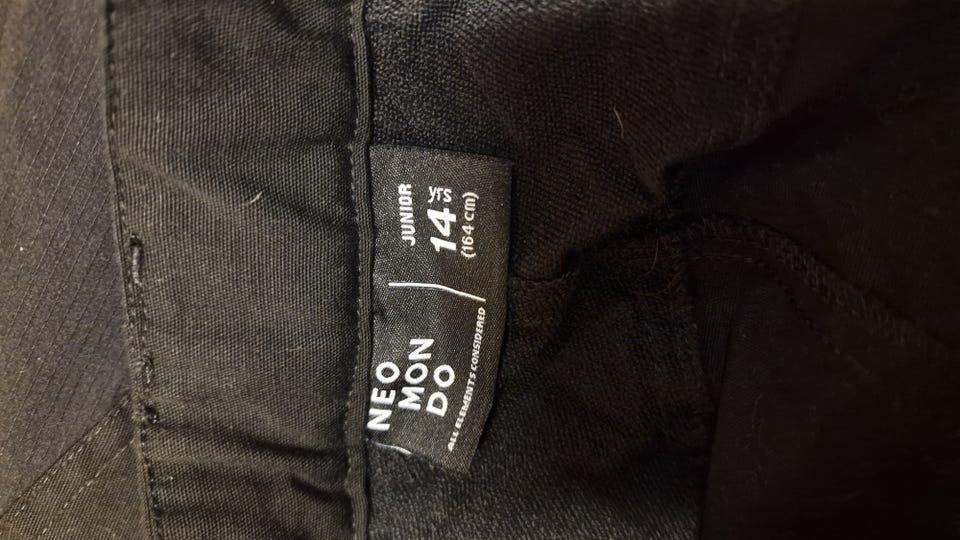 NEO
MON
DO
ALL ELEMENTS CONSIDERED
JUNIOR
14 yrs
(164 cm)